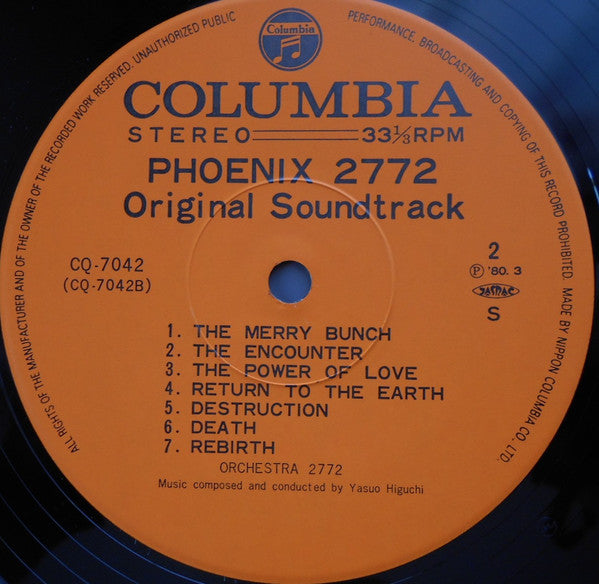 Columbia
COLUMBIA
STEREO 33 1/3 RPM
PHOENIX 2772
Original Soundtrack
CQ-7042
(CQ-7042B)
2
Ⓟ '80. 3
JASRAC
S
1. THE MERRY BUNCH
2. THE ENCOUNTER
3. THE POWER OF LOVE
4. RETURN TO THE EARTH
5. DESTRUCTION
6. DEATH
7. REBIRTH
ORCHESTRA 2772
Music composed and conducted by Yasuo Higuchi
ALL RIGHTS OF THE MANUFACTURER AND OF THE OWNER OF THE RECORDED WORK RESERVED. UNAUTHORIZED PUBLIC PERFORMANCE, BROADCASTING AND COPYING OF THIS RECORD PROHIBITED. MADE BY NIPPON COLUMBIA CO. LTD.